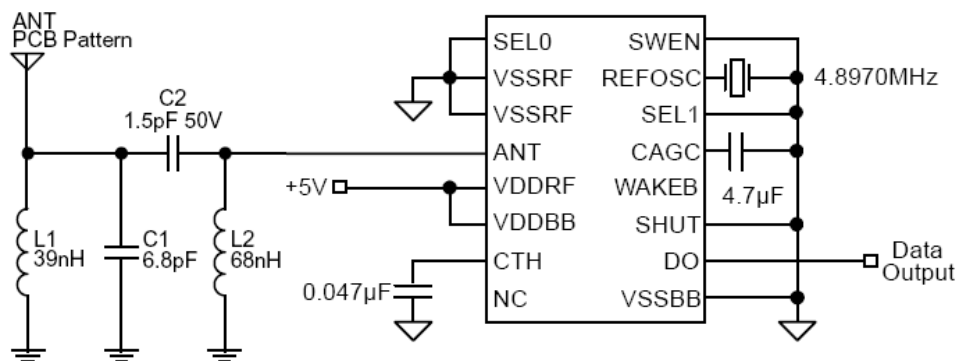 ANT
PCB Pattern
C2
1.5pF 50V
L1
39nH
C1
6.8pF
L2
68nH
+5V
0.047µF
SEL0
VSSRF
VSSRF
ANT
VDDRF
VDDBB
CTH
NC
SWEN
REFOSC
SEL1
CAGC
WAKEB
SHUT
DO
VSSBB
4.8970MHz
4.7µF
Data
Output